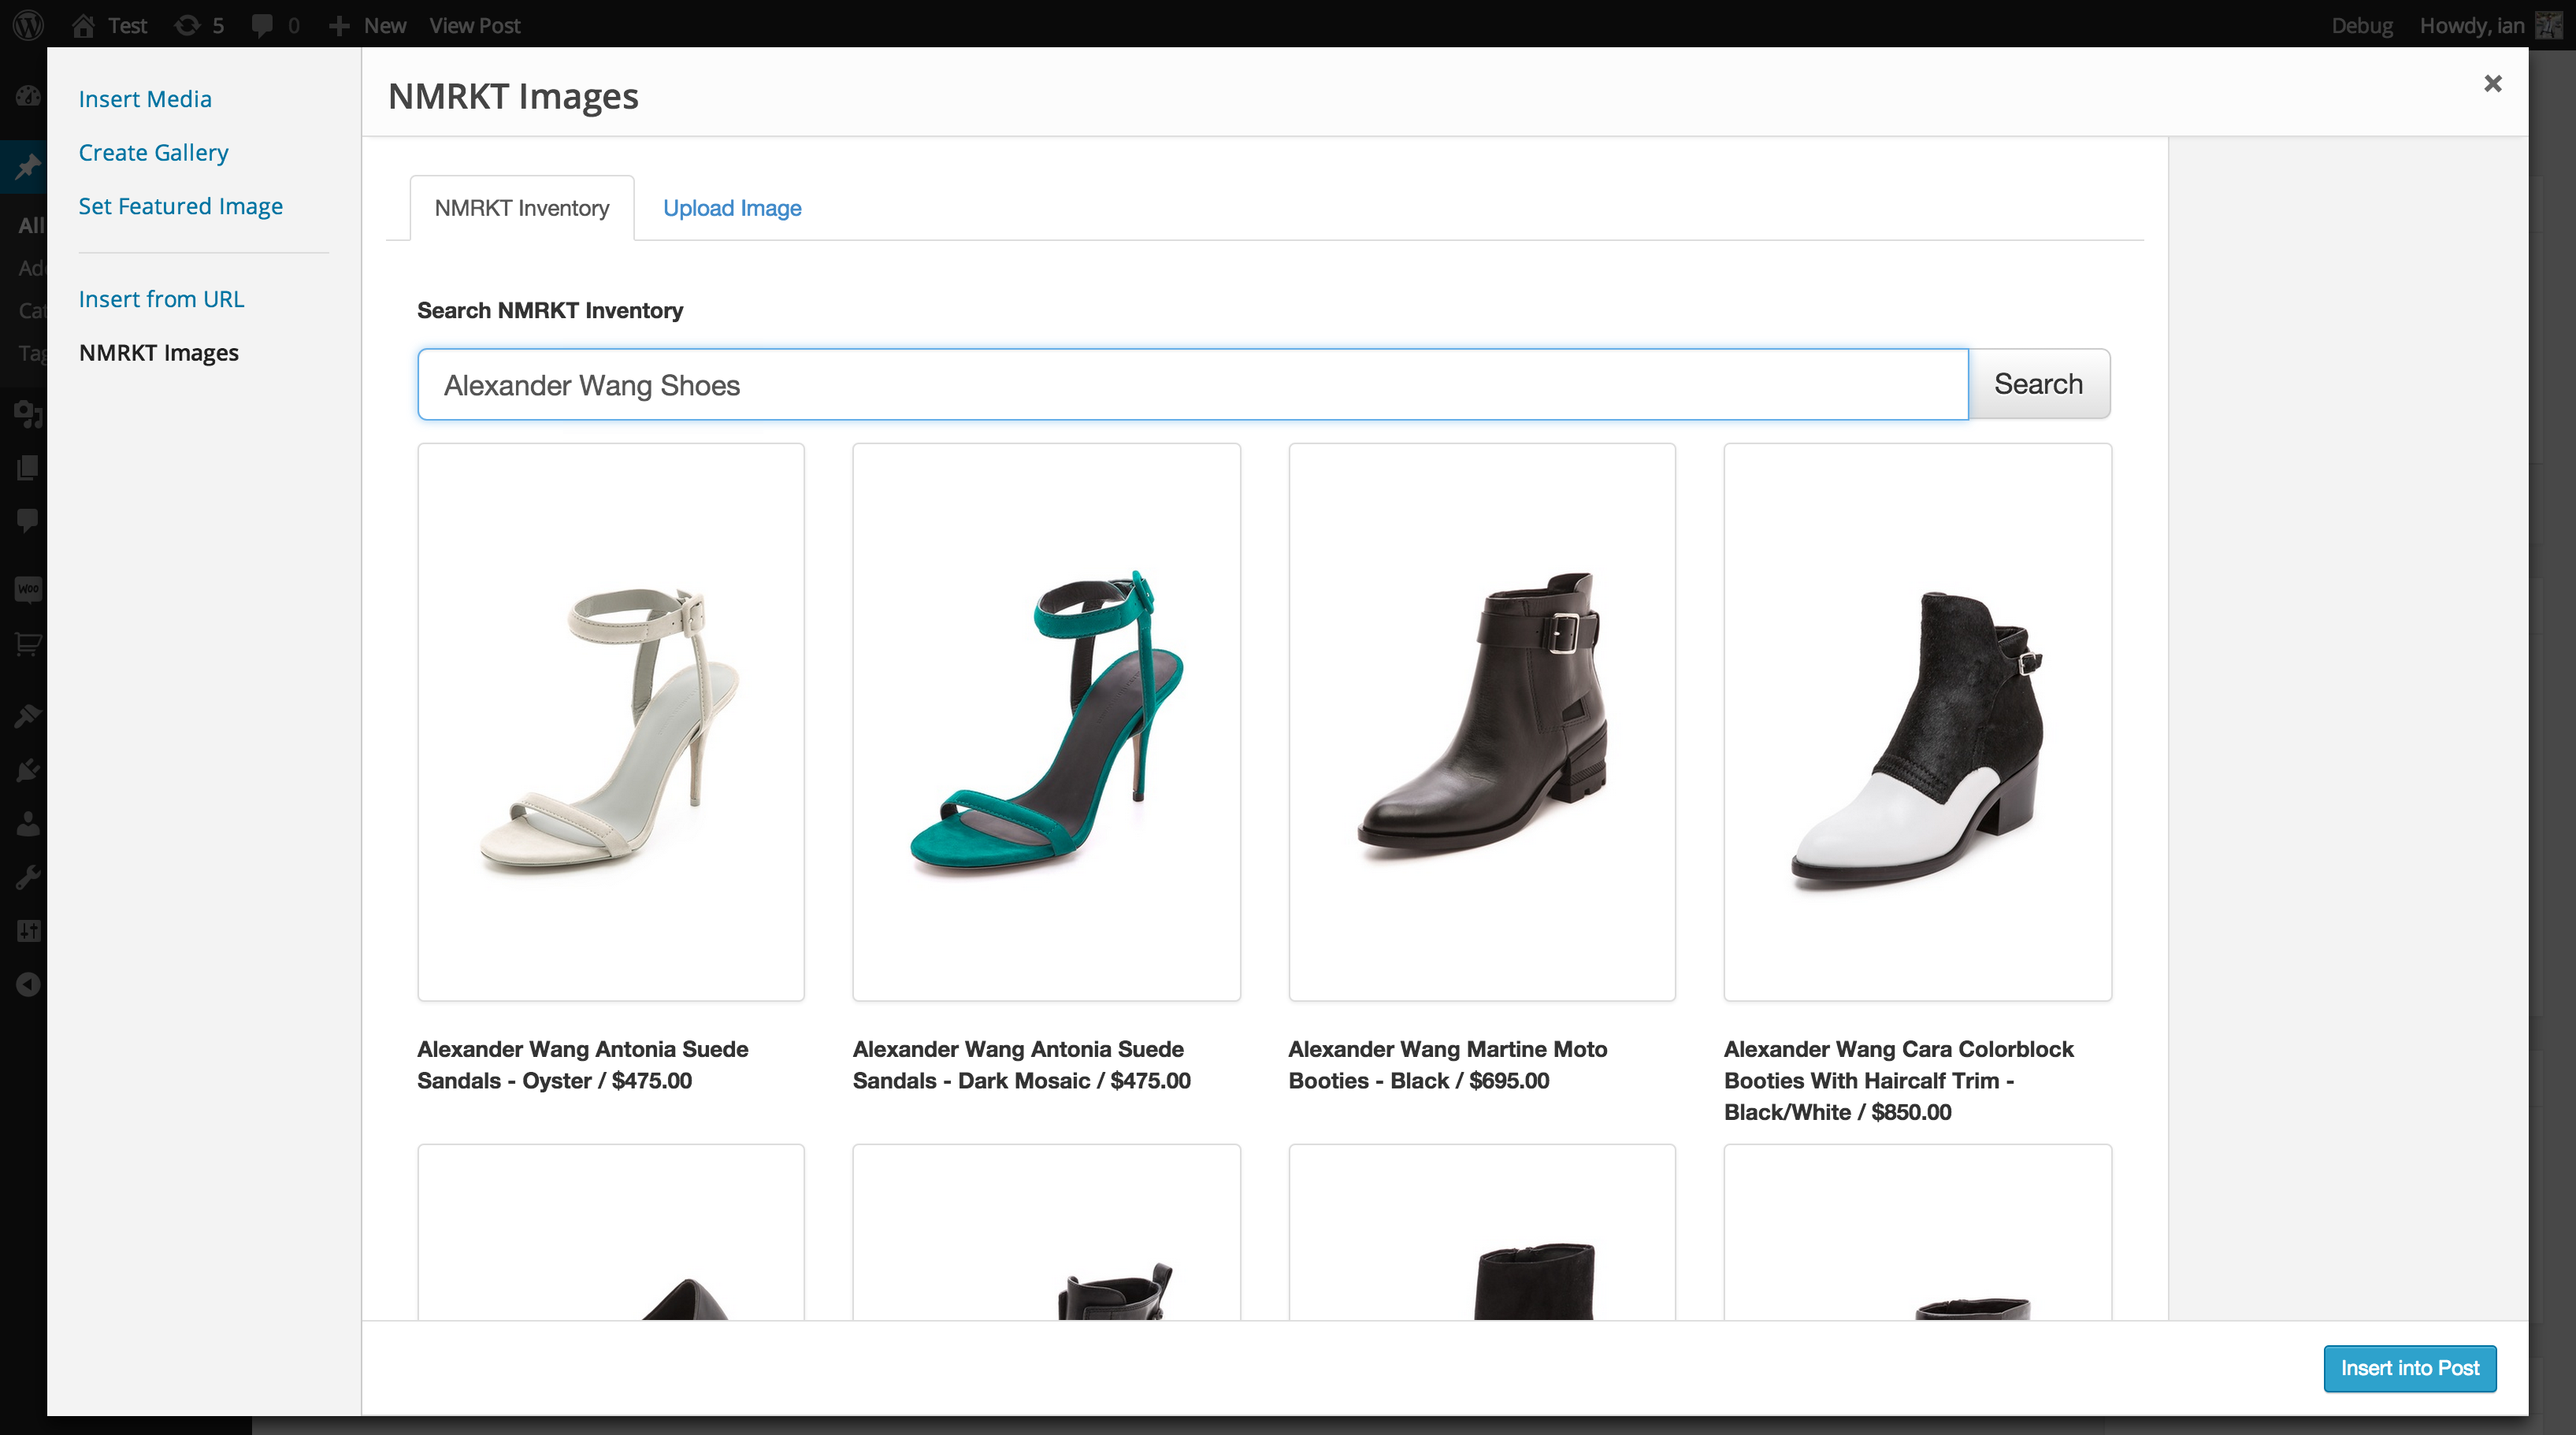 Test 5 0 New View Post Debug Howdy, ian
Insert Media
Create Gallery
Set Featured Image
Insert from URL
NMRKT Images
All
Woo
NMRKT Images
NMRKT Inventory Upload Image
Search NMRKT Inventory
Alexander Wang Shoes Search
Alexander Wang Antonia Suede
Sandals - Oyster / $475.00
Alexander Wang Antonia Suede
Sandals - Dark Mosaic / $475.00
Alexander Wang Martine Moto
Booties - Black / $695.00
Alexander Wang Cara Colorblock
Booties With Haircalf Trim -
Black/White / $850.00
Insert into Post